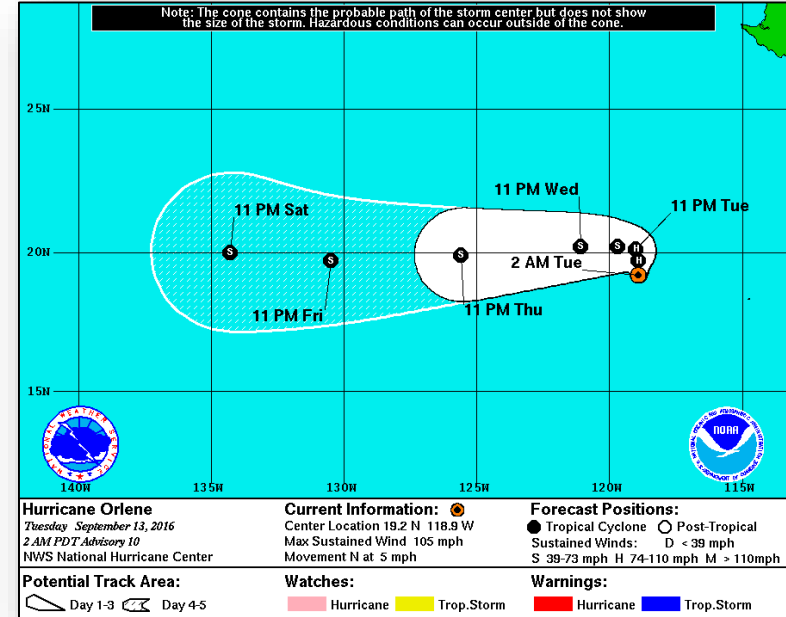 Note: The cone contains the probable path of the storm center but does not show
the size of the storm. Hazardous conditions can occur outside of the cone.
25N
11 PM Wed
11 PM Sat
11 PM Tue
S
S
S
S
S
H
H
20N
2 AM Tue
11 PM Fri
11 PM Thu
15N
NATIONAL WEATHER SERVICE
NOAA
140W 135W 130W 125W 120W 115W
Hurricane Orlene
Tuesday September 13, 2016
2 AM PDT Advisory 10
NWS National Hurricane Center
Current Information:
Center Location 19.2 N 118.9 W
Max Sustained Wind 105 mph
Movement N at 5 mph
Forecast Positions:
Tropical Cyclone Post-Tropical
Sustained Winds: D < 39 mph
S 39-73 mph H 74-110 mph M > 110mph
Potential Track Area:
Day 1-3 Day 4-5
Watches:
Hurricane Trop.Storm
Warnings:
Hurricane Trop.Storm